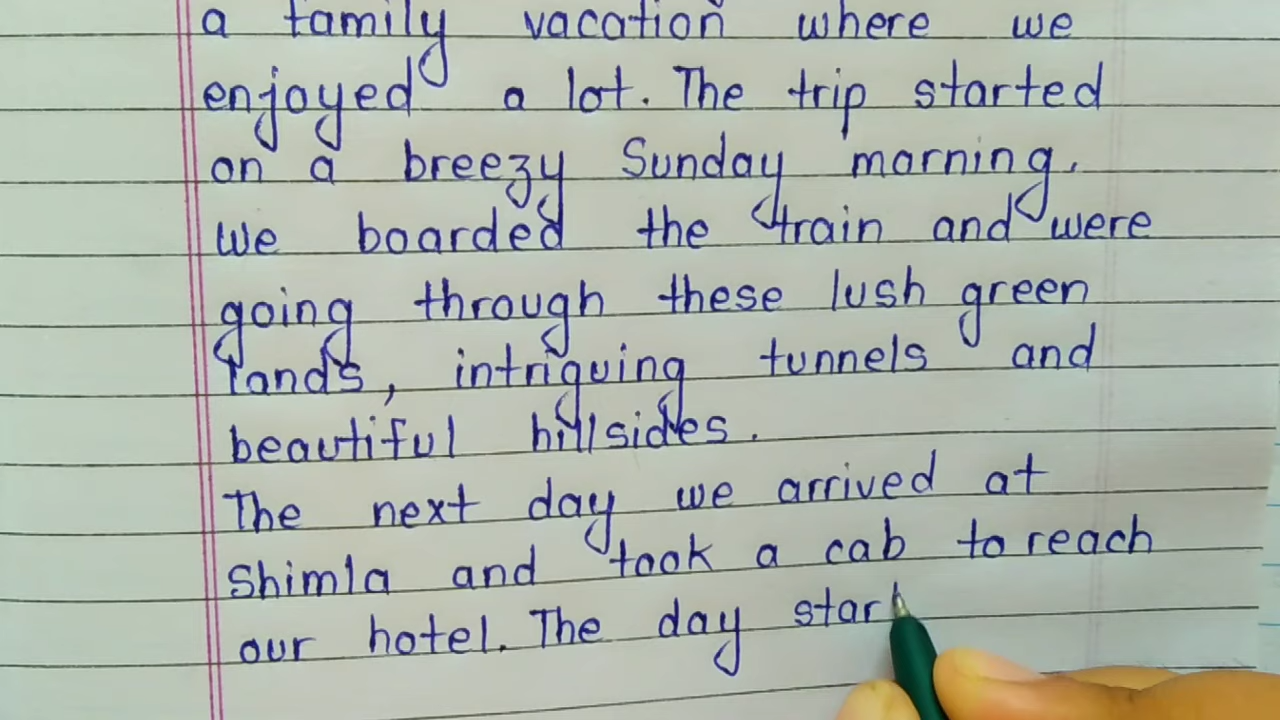 a family vacation where we
enjoyed a lot. The trip started
on a breezy Sunday morning.
We boarded the train and were
going through these lush green
lands, intriguing tunnels and
beautiful hillsides.
The next day we arrived at
Shimla and took a cab to reach
our hotel. The day start